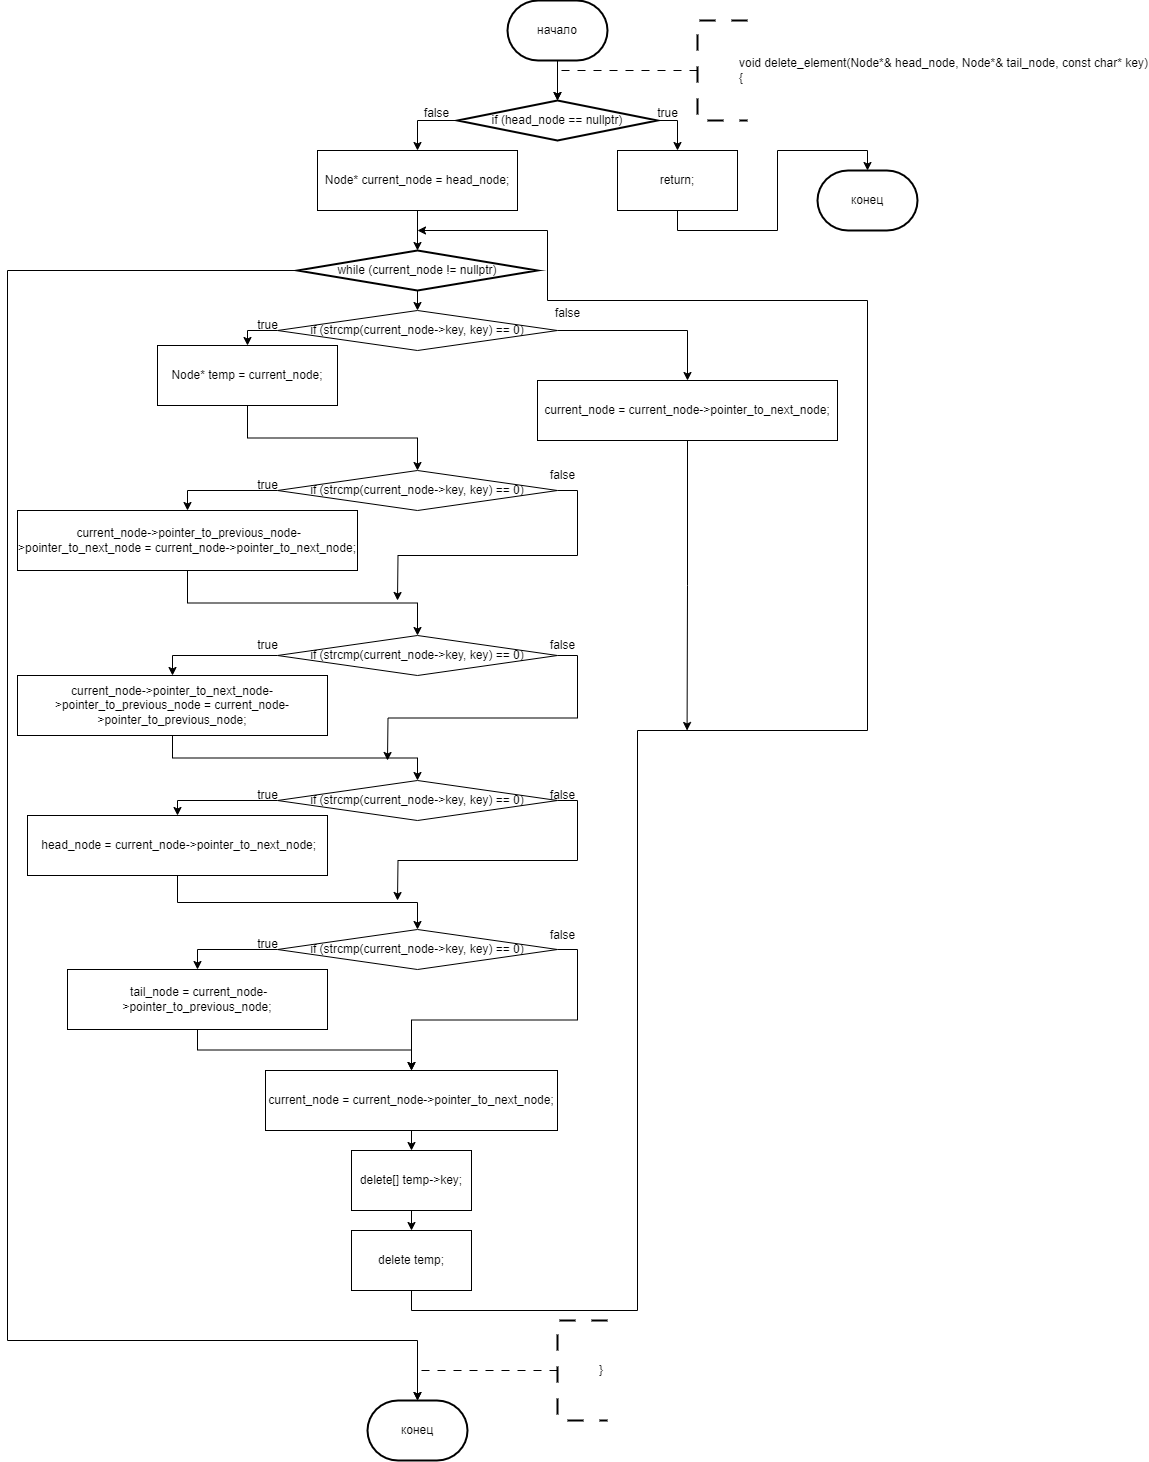 начало
void delete_element(Node*& head_node, Node*& tail_node, const char* key)
{
false
if (head_node == nullptr)
true
Node* current_node = head_node;
return;
конец
while (current_node != nullptr)
true
if (strcmp(current_node->key, key) == 0)
false
Node* temp = current_node;
current_node = current_node->pointer_to_next_node;
true
if (strcmp(current_node->key, key) == 0)
false
current_node->pointer_to_previous_node-
>pointer_to_next_node = current_node->pointer_to_next_node;
true
if (strcmp(current_node->key, key) == 0)
false
current_node->pointer_to_next_node-
>pointer_to_previous_node = current_node-
>pointer_to_previous_node;
true
if (strcmp(current_node->key, key) == 0)
false
head_node = current_node->pointer_to_next_node;
true
if (strcmp(current_node->key, key) == 0)
false
tail_node = current_node-
>pointer_to_previous_node;
current_node = current_node->pointer_to_next_node;
delete[] temp->key;
delete temp;
}
конец